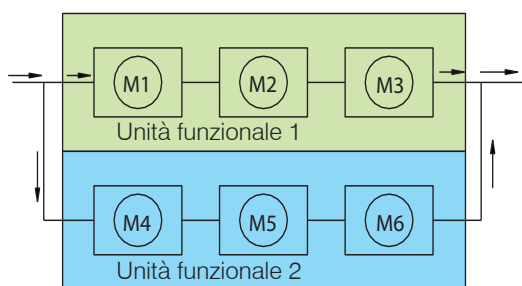 M1 M2 M3
Unità funzionale 1
M4 M5 M6
Unità funzionale 2